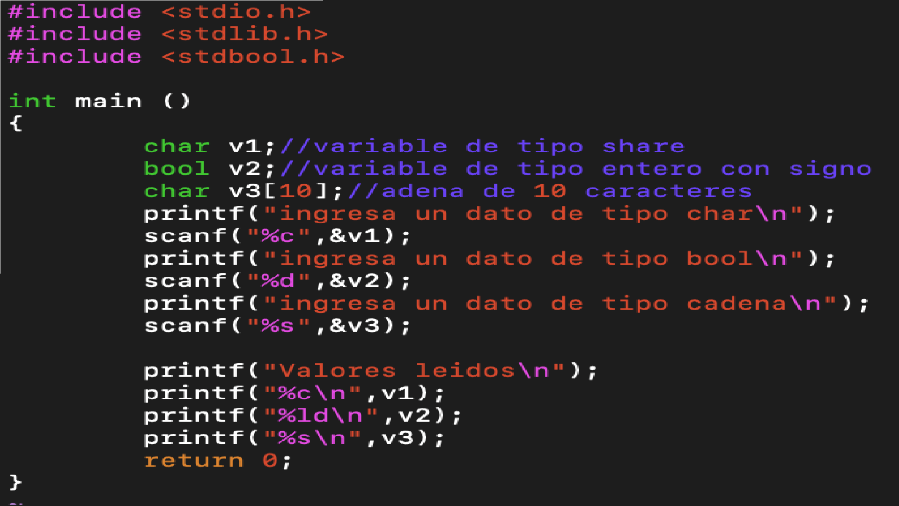 #include <stdio.h>
#include <stdlib.h>
#include <stdbool.h>
int main ()
{
char v1;//variable de tipo share
bool v2;//variable de tipo entero con signo
char v3[10];//adena de 10 caracteres
printf("ingresa un dato de tipo char\n");
scanf("%c",&v1);
printf("ingresa un dato de tipo bool\n");
scanf("%d",&v2);
printf("ingresa un dato de tipo cadena\n");
scanf("%s",&v3);
printf("Valores leidos\n");
printf("%c\n",v1);
printf("%ld\n",v2);
printf("%s\n",v3);
return 0;
}